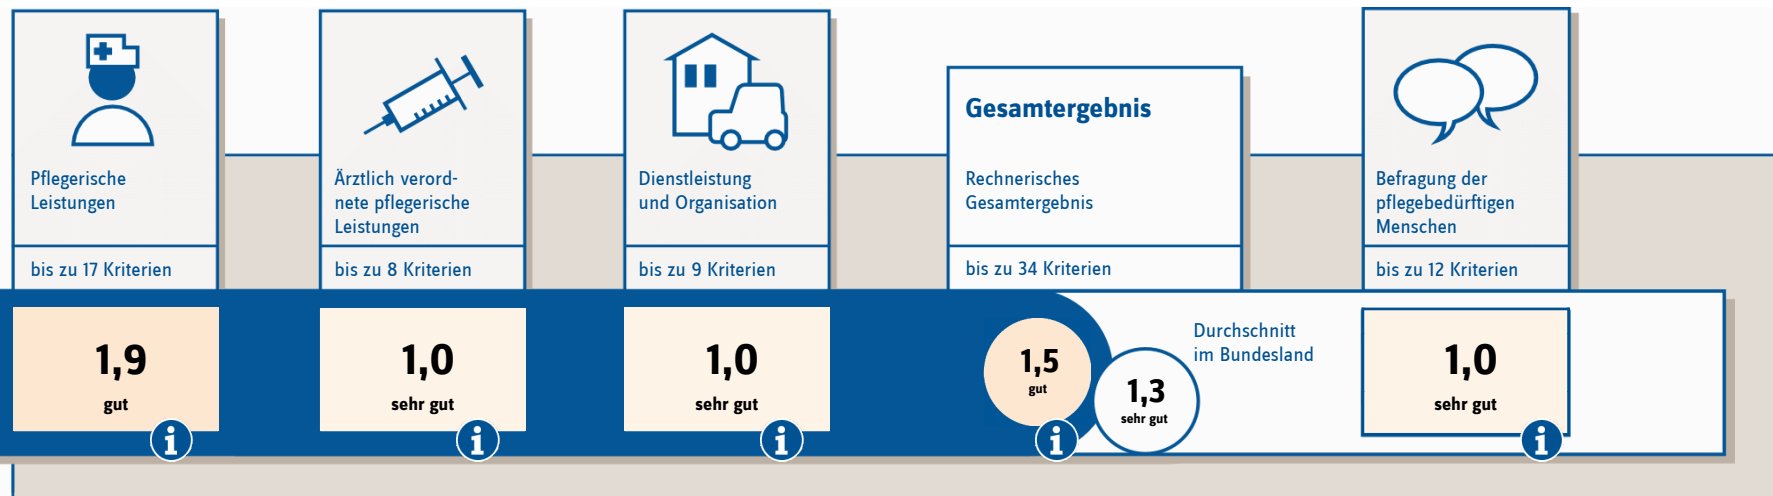 Pflegerische
Leistungen
bis zu 17 Kriterien
1,9
gut
i
Ärztlich verord-
nete pflegerische
Leistungen
bis zu 8 Kriterien
1,0
sehr gut
i
Dienstleistung
und Organisation
bis zu 9 Kriterien
1,0
sehr gut
i
Gesamtergebnis
Rechnerisches
Gesamtergebnis
bis zu 34 Kriterien
1,5
gut
i
1,3
sehr gut
Durchschnitt
im Bundesland
Befragung der
pflegebedürftigen
Menschen
bis zu 12 Kriterien
1,0
sehr gut
i